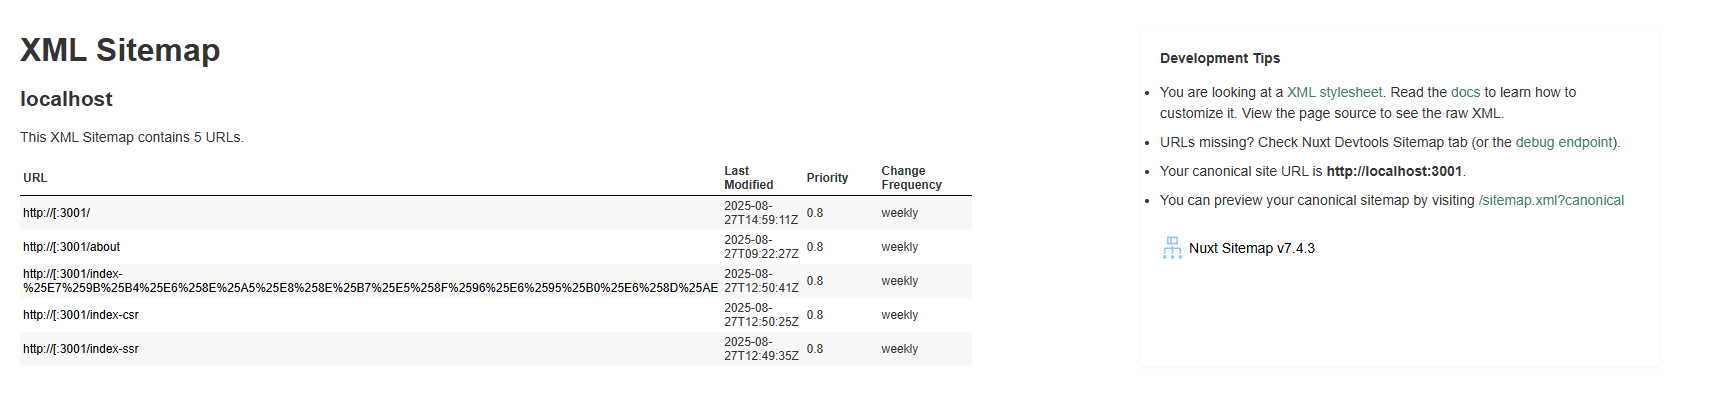 XML Sitemap
localhost
This XML Sitemap contains 5 URLs.
URL
Last
Modified
Priority
Change
Frequency
http://[:3001/
2025-08-
27T14:59:11Z
0.8
weekly
http://[:3001/about
2025-08-
27T09:22:27Z
0.8
weekly
http://[:3001/index-
%25E7%259B%25B4%25E6%258E%25A5%25E8%258E%25B7%25E5%258F%2596%25E6%2595%25B0%25E6%258D%25AE
2025-08-
27T12:50:41Z
0.8
weekly
http://[:3001/index-csr
2025-08-
27T12:50:25Z
0.8
weekly
http://[:3001/index-ssr
2025-08-
27T12:49:35Z
0.8
weekly
Development Tips
• You are looking at a XML stylesheet. Read the docs to learn how to
customize it. View the page source to see the raw XML.
• URLs missing? Check Nuxt Devtools Sitemap tab (or the debug endpoint).
• Your canonical site URL is http://localhost:3001.
• You can preview your canonical sitemap by visiting /sitemap.xml?canonical
Nuxt Sitemap v7.4.3